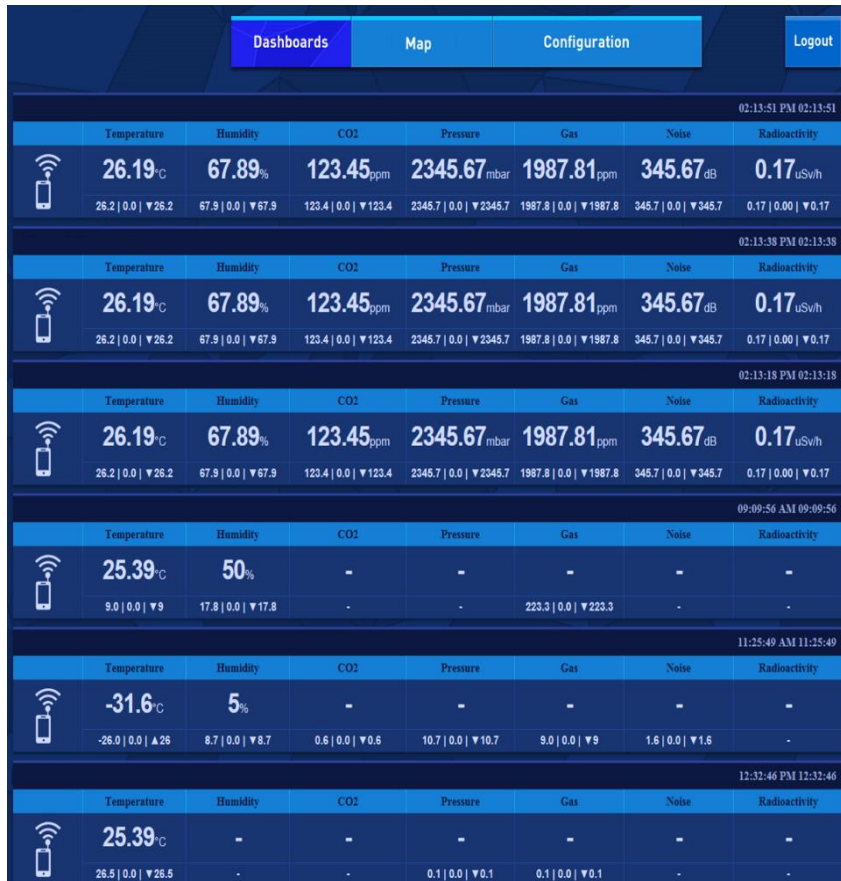 Dashboards Map Configuration Logout
02:13:51 PM 02:13:51
Temperature Humidity CO2 Pressure Gas Noise Radioactivity
26.19°C 67.89% 123.45ppm 2345.67mbar 1987.81ppm 345.67dB 0.17uSv/h
26.2 | 0.0 | ▼26.2 67.9 | 0.0 | ▼67.9 123.4 | 0.0 | ▼123.4 2345.7 | 0.0 | ▼2345.7 1987.8 | 0.0 | ▼1987.8 345.7 | 0.0 | ▼345.7 0.17 | 0.00 | ▼0.17
02:13:38 PM 02:13:38
Temperature Humidity CO2 Pressure Gas Noise Radioactivity
26.19°C 67.89% 123.45ppm 2345.67mbar 1987.81ppm 345.67dB 0.17uSv/h
26.2 | 0.0 | ▼26.2 67.9 | 0.0 | ▼67.9 123.4 | 0.0 | ▼123.4 2345.7 | 0.0 | ▼2345.7 1987.8 | 0.0 | ▼1987.8 345.7 | 0.0 | ▼345.7 0.17 | 0.00 | ▼0.17
02:13:18 PM 02:13:18
Temperature Humidity CO2 Pressure Gas Noise Radioactivity
26.19°C 67.89% 123.45ppm 2345.67mbar 1987.81ppm 345.67dB 0.17uSv/h
26.2 | 0.0 | ▼26.2 67.9 | 0.0 | ▼67.9 123.4 | 0.0 | ▼123.4 2345.7 | 0.0 | ▼2345.7 1987.8 | 0.0 | ▼1987.8 345.7 | 0.0 | ▼345.7 0.17 | 0.00 | ▼0.17
09:09:56 AM 09:09:56
Temperature Humidity CO2 Pressure Gas Noise Radioactivity
25.39°C 50% - - - - -
9.0 | 0.0 | ▼9 17.8 | 0.0 | ▼17.8 - - 223.3 | 0.0 | ▼223.3 - -
11:25:49 AM 11:25:49
Temperature Humidity CO2 Pressure Gas Noise Radioactivity
-31.6°C 5% - - - - -
-26.0 | 0.0 | ▲26 8.7 | 0.0 | ▼8.7 0.6 | 0.0 | ▼0.6 10.7 | 0.0 | ▼10.7 9.0 | 0.0 | ▼9 1.6 | 0.0 | ▼1.6 -
12:32:46 PM 12:32:46
Temperature Humidity CO2 Pressure Gas Noise Radioactivity
25.39°C - - - - - -
26.5 | 0.0 | ▼26.5 - - 0.1 | 0.0 | ▼0.1 0.1 | 0.0 | ▼0.1 - -